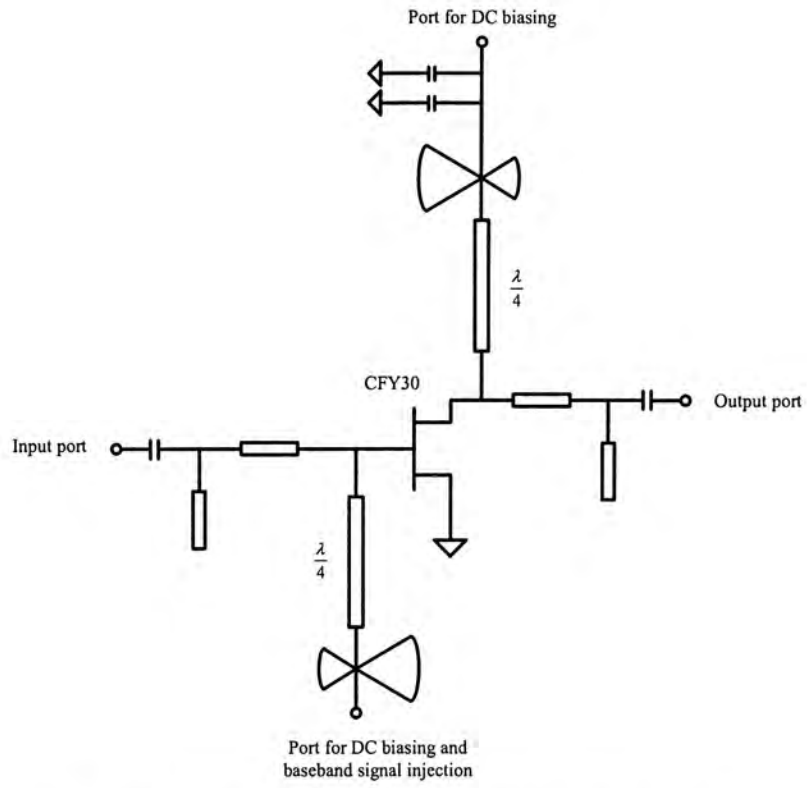 Port for DC biasing
λ
4
CFY30
Output port
Input port
λ
4
Port for DC biasing and
baseband signal injection